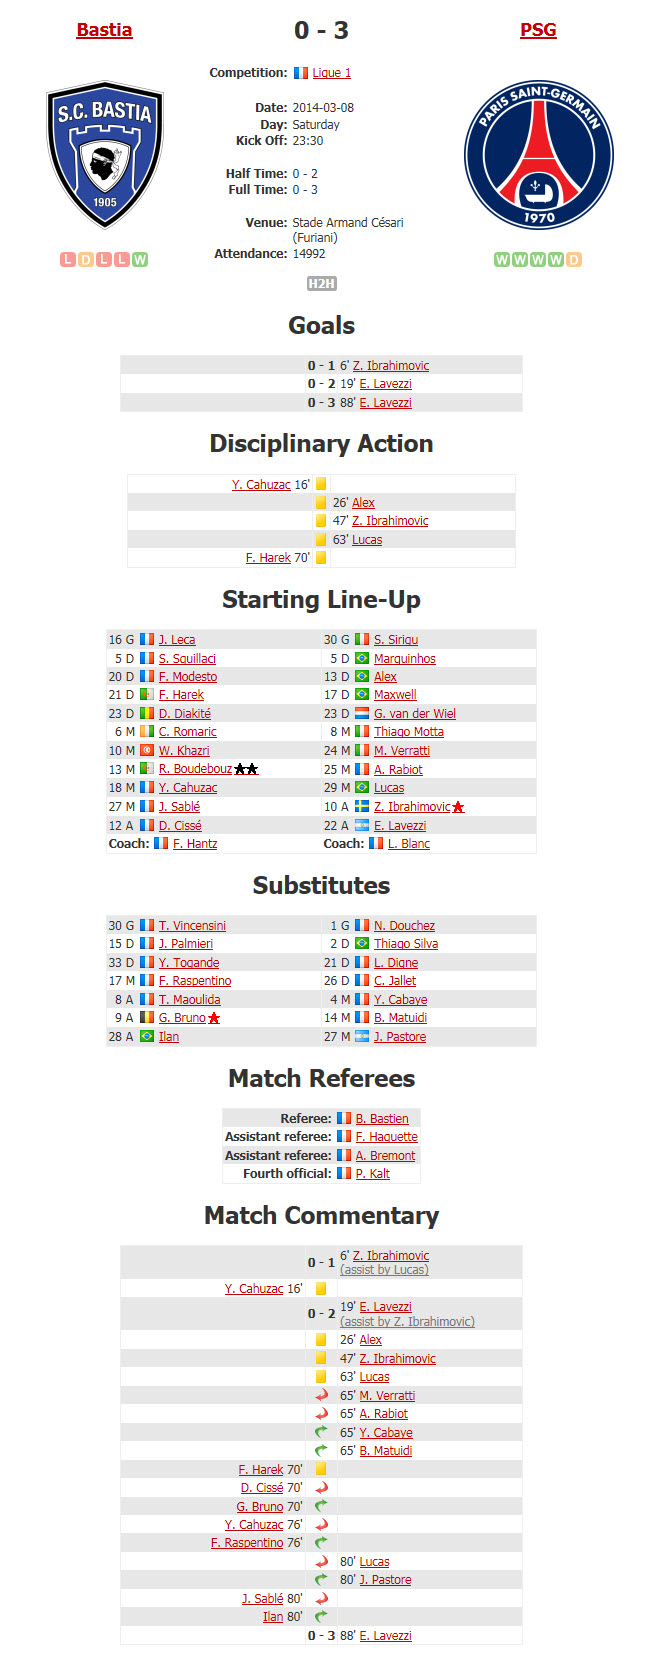 Bastia 0 - 3 PSG
Competition: Ligue 1
S.C. BASTIA
1905
PARIS SAINT-GERMAIN
1970
Date: 2014-03-08
Day: Saturday
Kick Off: 23:30
Half Time: 0 - 2
Full Time: 0 - 3
Venue: Stade Armand Césari
(Furiani)
Attendance: 14992
L D L L W
W W W W D
H2H
Goals
0 - 1 6' Z. Ibrahimovic
0 - 2 19' E. Lavezzi
0 - 3 88' E. Lavezzi
Disciplinary Action
Y. Cahuzac 16'
26' Alex
47' Z. Ibrahimovic
63' Lucas
F. Harek 70'
Starting Line-Up
16 G J. Leca 30 G S. Sirigu
5 D S. Squillaci 5 D Marquinhos
20 D F. Modesto 13 D Alex
21 D F. Harek 17 D Maxwell
23 D D. Diakité 23 D G. van der Wiel
6 M C. Romaric 8 M Thiago Motta
10 M W. Khazri 24 M M. Verratti
13 M R. Boudebouz 25 M A. Rabiot
18 M Y. Cahuzac 29 M Lucas
27 M J. Sablé 10 A Z. Ibrahimovic
12 A D. Cissé 22 A E. Lavezzi
Coach: F. Hantz Coach: L. Blanc
Substitutes
30 G T. Vincensini 1 G N. Douchez
15 D J. Palmieri 2 D Thiago Silva
33 D Y. Togande 21 D L. Digne
17 M F. Raspentino 26 D C. Jallet
8 A T. Maoulida 4 M Y. Cabaye
9 A G. Bruno 14 M B. Matuidi
28 A Ilan 27 M J. Pastore
Match Referees
Referee: B. Bastien
Assistant referee: F. Haquette
Assistant referee: A. Bremont
Fourth official: P. Kalt
Match Commentary
0 - 1 6' Z. Ibrahimovic
(assist by Lucas)
Y. Cahuzac 16'
0 - 2 19' E. Lavezzi
(assist by Z. Ibrahimovic)
26' Alex
47' Z. Ibrahimovic
63' Lucas
65' M. Verratti
65' A. Rabiot
65' Y. Cabaye
65' B. Matuidi
F. Harek 70'
D. Cissé 70'
G. Bruno 70'
Y. Cahuzac 76'
F. Raspentino 76'
80' Lucas
80' J. Pastore
J. Sablé 80'
Ilan 80'
0 - 3 88' E. Lavezzi